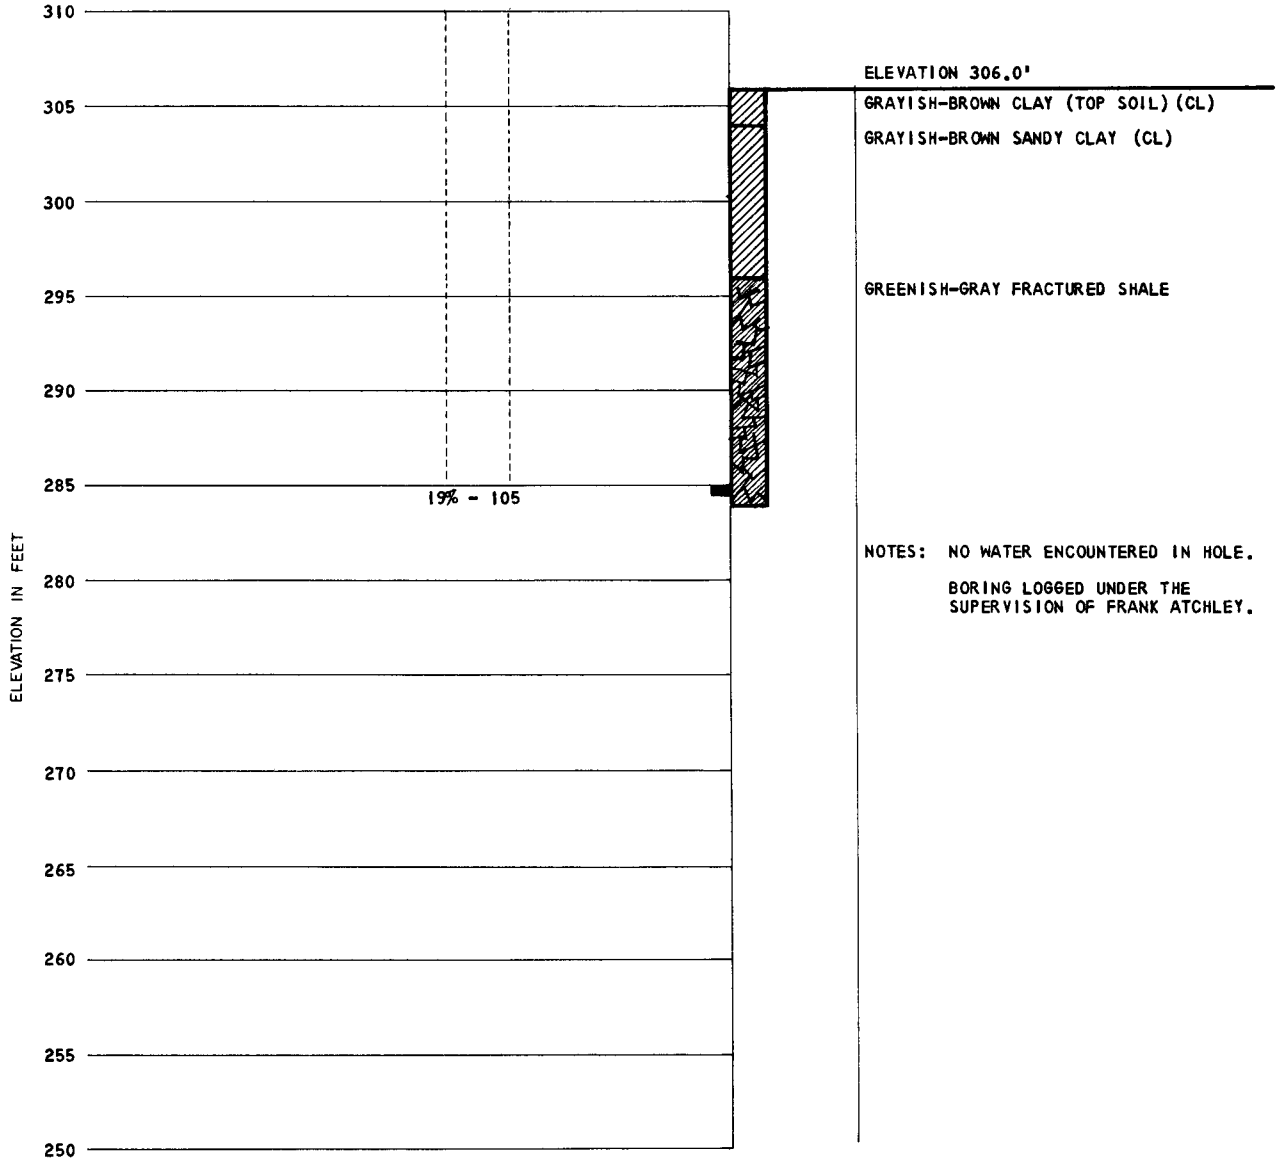 310
ELEVATION 306.0'
305
GRAYISH-BROWN CLAY (TOP SOIL) (CL)
GRAYISH-BROWN SANDY CLAY (CL)
300
295
GREENISH-GRAY FRACTURED SHALE
290
285
19% - 105
ELEVATION IN FEET
NOTES: NO WATER ENCOUNTERED IN HOLE.
280
BORING LOGGED UNDER THE
SUPERVISION OF FRANK ATCHLEY.
275
270
265
260
255
250